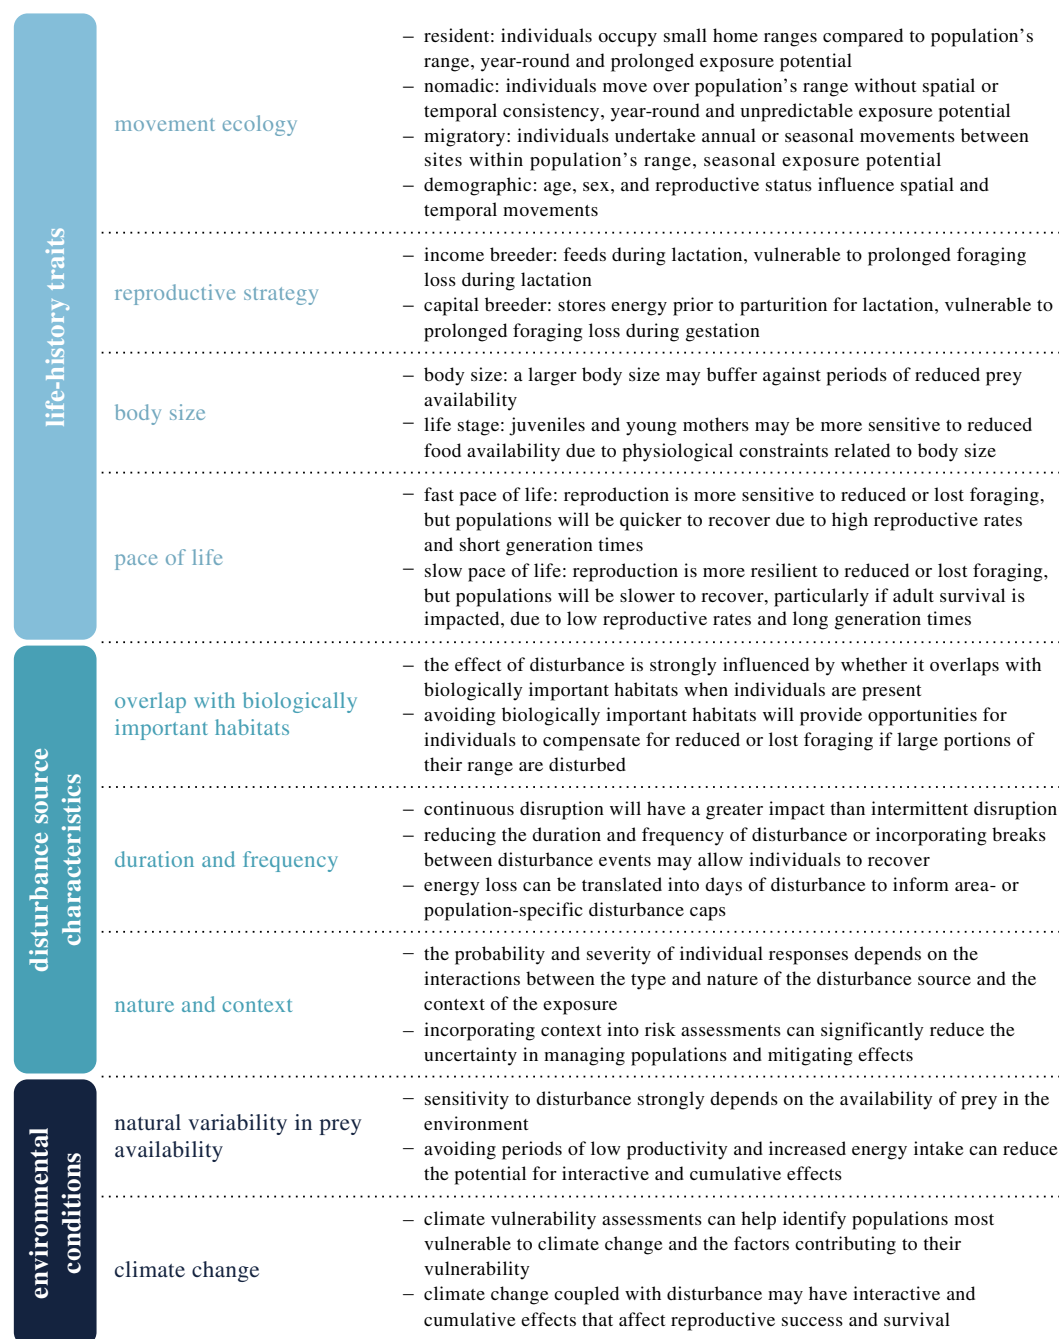 life-history traits
movement ecology
– resident: individuals occupy small home ranges compared to population's
range, year-round and prolonged exposure potential
– nomadic: individuals move over population's range without spatial or
temporal consistency, year-round and unpredictable exposure potential
– migratory: individuals undertake annual or seasonal movements between
sites within population's range, seasonal exposure potential
– demographic: age, sex, and reproductive status influence spatial and
temporal movements
reproductive strategy
– income breeder: feeds during lactation, vulnerable to prolonged foraging
loss during lactation
– capital breeder: stores energy prior to parturition for lactation, vulnerable to
prolonged foraging loss during gestation
body size
– body size: a larger body size may buffer against periods of reduced prey
availability
– life stage: juveniles and young mothers may be more sensitive to reduced
food availability due to physiological constraints related to body size
pace of life
– fast pace of life: reproduction is more sensitive to reduced or lost foraging,
but populations will be quicker to recover due to high reproductive rates
and short generation times
– slow pace of life: reproduction is more resilient to reduced or lost foraging,
but populations will be slower to recover, particularly if adult survival is
impacted, due to low reproductive rates and long generation times
disturbance source
characteristics
overlap with biologically
important habitats
– the effect of disturbance is strongly influenced by whether it overlaps with
biologically important habitats when individuals are present
– avoiding biologically important habitats will provide opportunities for
individuals to compensate for reduced or lost foraging if large portions of
their range are disturbed
duration and frequency
– continuous disruption will have a greater impact than intermittent disruption
– reducing the duration and frequency of disturbance or incorporating breaks
between disturbance events may allow individuals to recover
– energy loss can be translated into days of disturbance to inform area- or
population-specific disturbance caps
nature and context
– the probability and severity of individual responses depends on the
interactions between the type and nature of the disturbance source and the
context of the exposure
– incorporating context into risk assessments can significantly reduce the
uncertainty in managing populations and mitigating effects
environmental
conditions
natural variability in prey
availability
– sensitivity to disturbance strongly depends on the availability of prey in the
environment
– avoiding periods of low productivity and increased energy intake can reduce
the potential for interactive and cumulative effects
climate change
– climate vulnerability assessments can help identify populations most
vulnerable to climate change and the factors contributing to their
vulnerability
– climate change coupled with disturbance may have interactive and
cumulative effects that affect reproductive success and survival